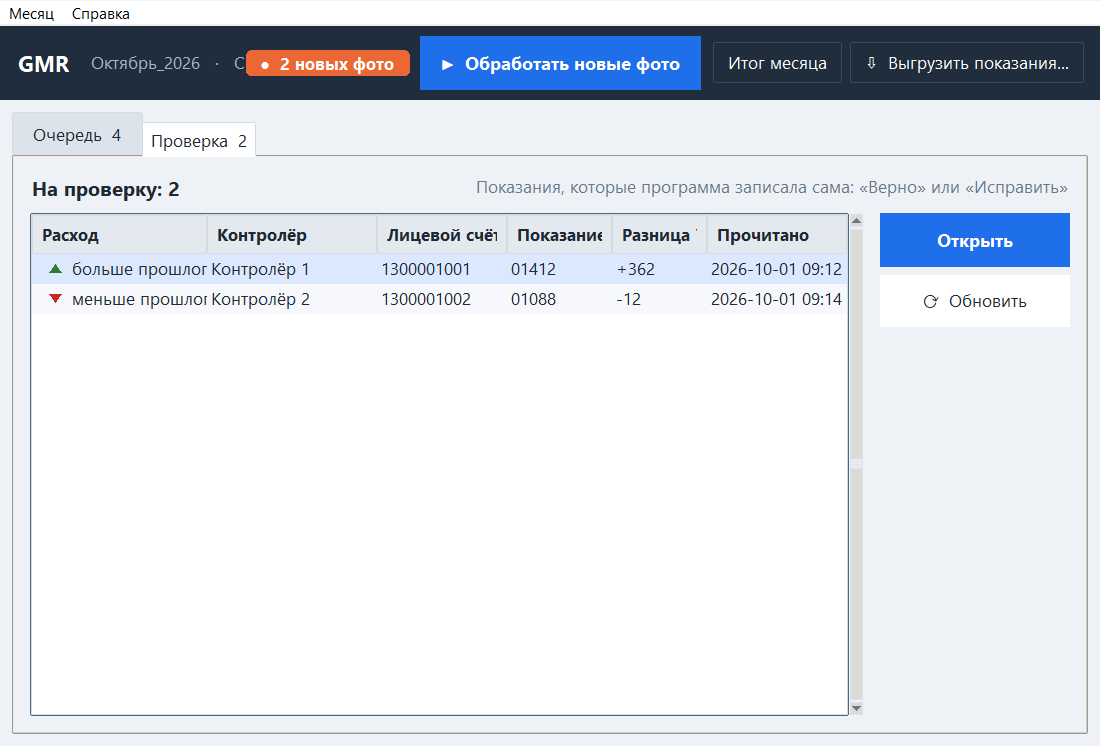 Месяц Справка
GMR Октябрь_2026 · С ● 2 новых фото ► Обработать новые фото Итог месяца ⇩ Выгрузить показания...
Очередь 4 Проверка 2
На проверку: 2 Показания, которые программа записала сама: «Верно» или «Исправить»
Расход Контролёр Лицевой счёт Показание Разница Прочитано
▲ больше прошлог Контролёр 1 1300001001 01412 +362 2026-10-01 09:12
▼ меньше прошлог Контролёр 2 1300001002 01088 -12 2026-10-01 09:14
Открыть
⟳ Обновить